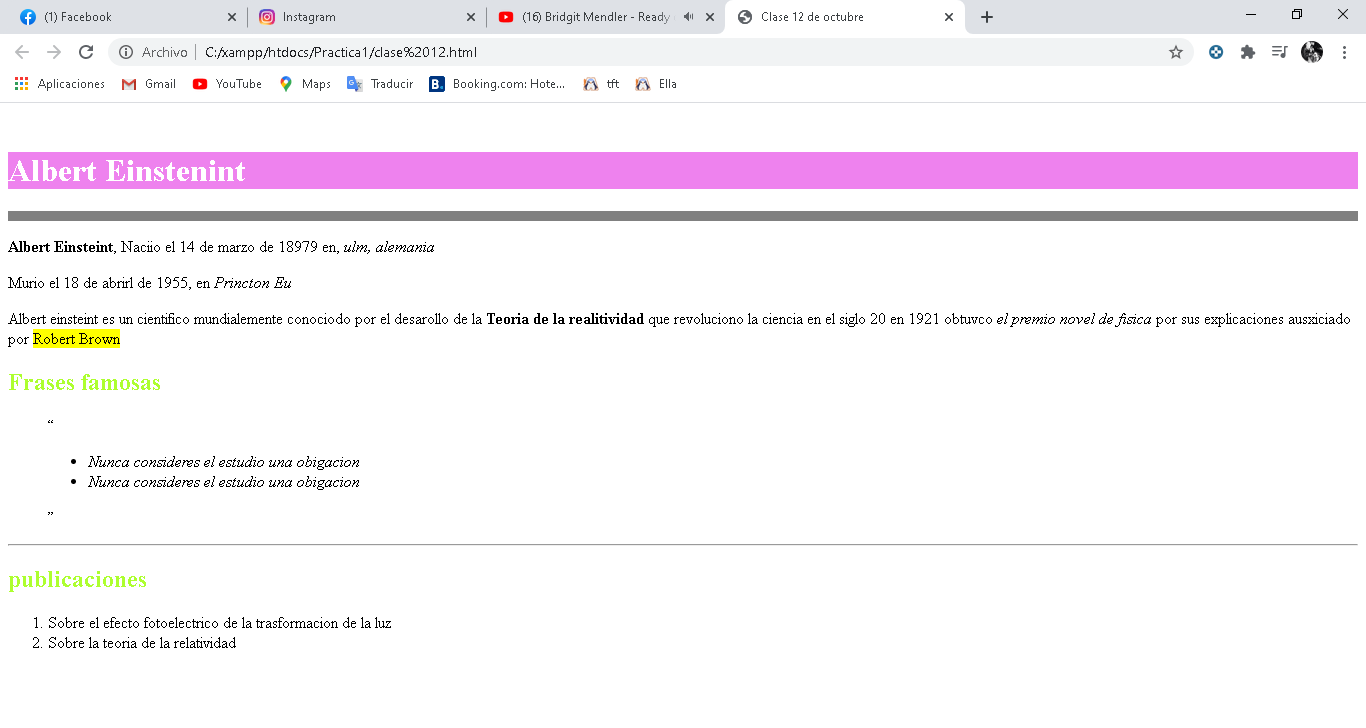 (1) Facebook
Instagram
(16) Bridgit Mendler - Ready
Clase 12 de octubre
Archivo
C:/xampp/htdocs/Practica1/clase%2012.html
Aplicaciones
Gmail
YouTube
Maps
Traducir
B.
Booking.com: Hote...
tft
Ella
Albert Einstenint
Albert Einsteint, Naciio el 14 de marzo de 18979 en, ulm, alemania
Murio el 18 de abrirl de 1955, en Princton Eu
Albert einsteint es un cientifico mundialemente conociodo por el desarollo de la Teoria de la realitividad que revoluciono la ciencia en el siglo 20 en 1921 obtuvco el premio novel de fisica por sus explicaciones ausxiciado
por Robert Brown
Frases famosas
“
• Nunca consideres el estudio una obigacion
• Nunca consideres el estudio una obigacion
”
publicaciones
1. Sobre el efecto fotoelectrico de la trasformacion de la luz
2. Sobre la teoria de la relatividad